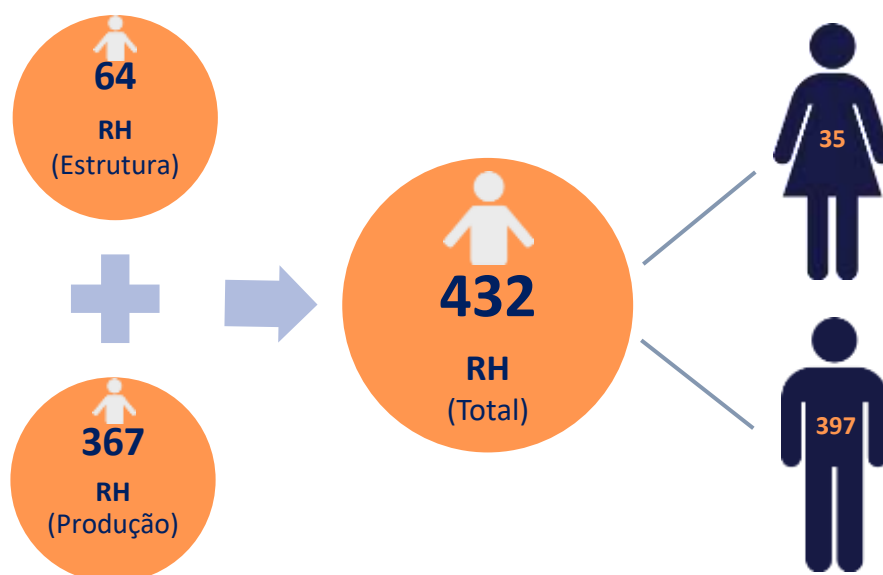 64
RH
(Estrutura)
367
RH
(Produção)
432
RH
(Total)
35
397